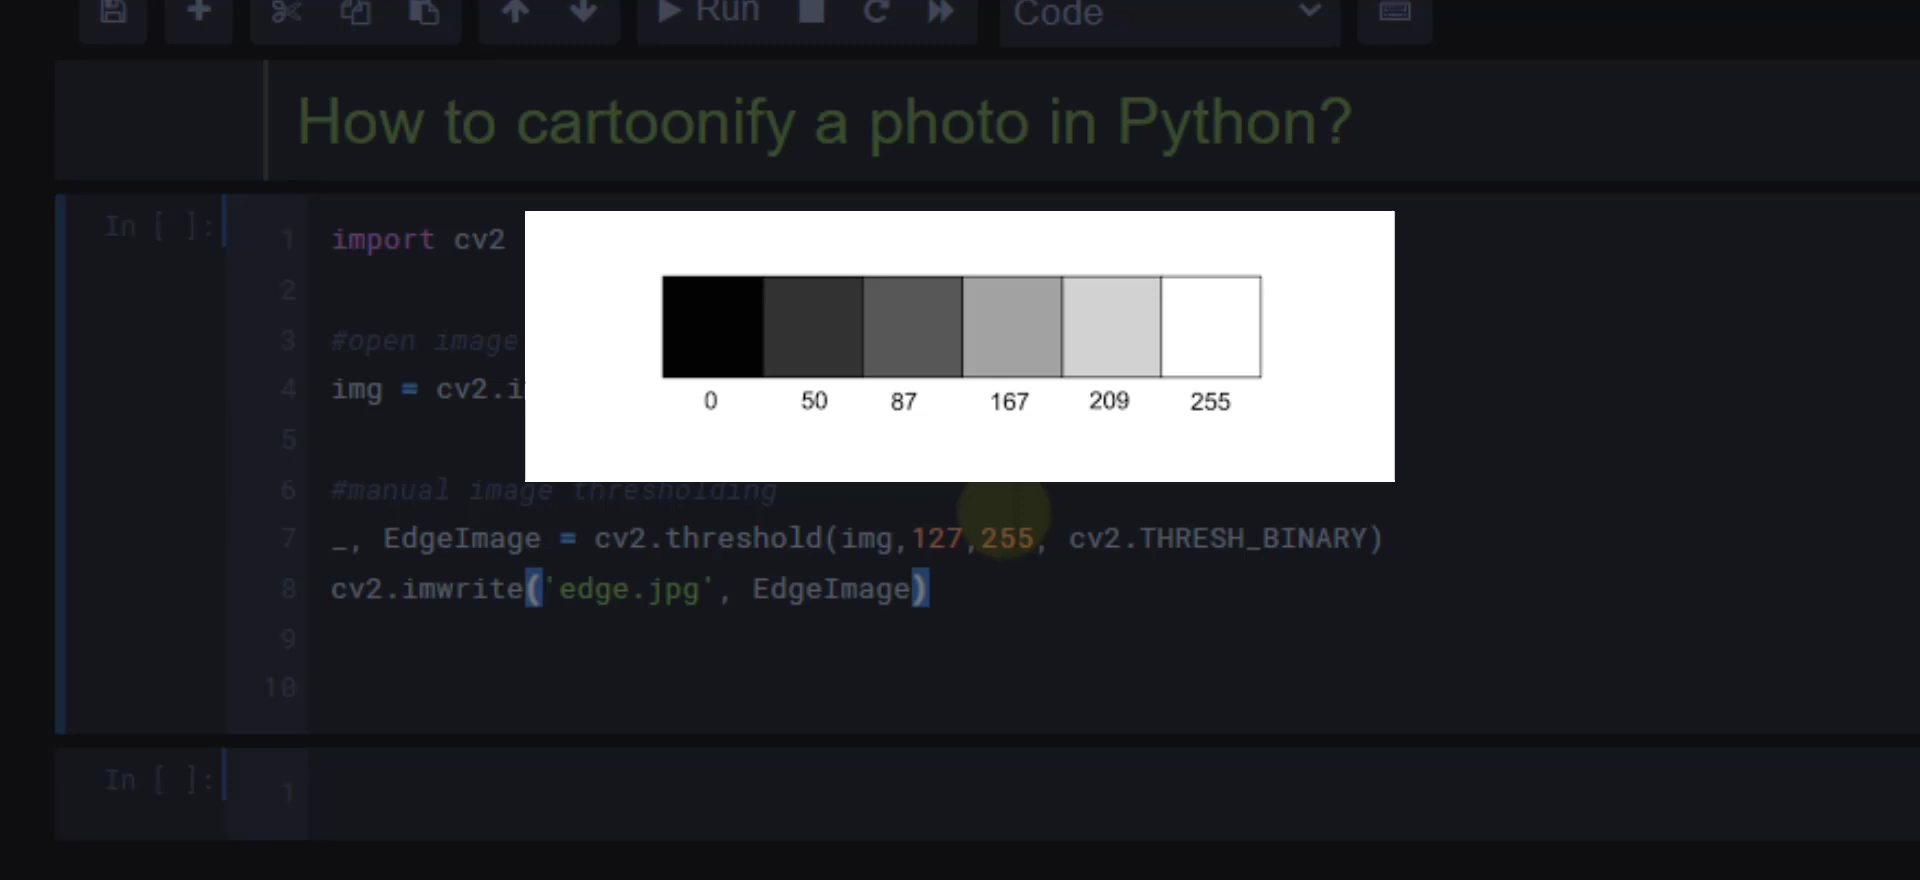 Run Code
How to cartoonify a photo in Python?
In [ ]:
1 import cv2
2
3 #open image
4 img = cv2.i
5
6 #manual image thresholding
7 _, EdgeImage = cv2.threshold(img,127,255, cv2.THRESH_BINARY)
8 cv2.imwrite('edge.jpg', EdgeImage)
9
10
0 50 87 167 209 255
In [ ]:
1